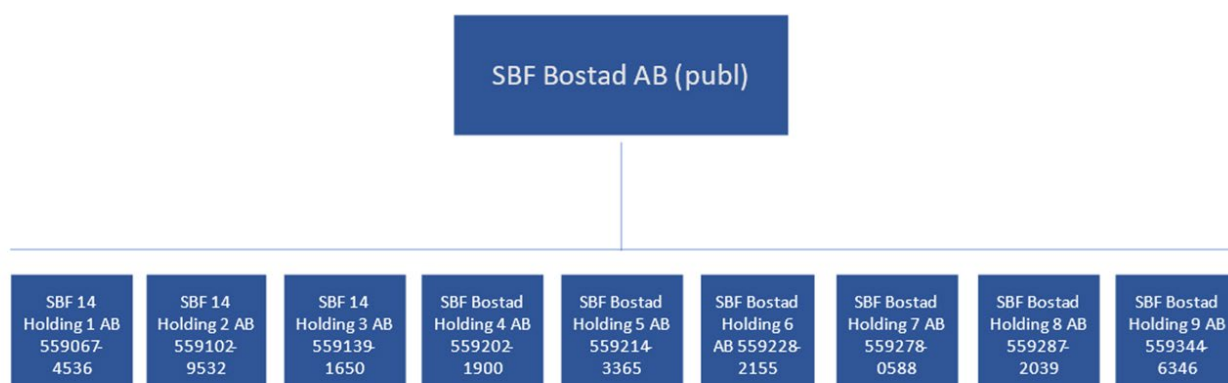 SBF Bostad AB (publ)
SBF 14
Holding 1 AB
559067-
4536
SBF 14
Holding 2 AB
559102-
9532
SBF 14
Holding 3 AB
559139-
1650
SBF Bostad
Holding 4 AB
559202-
1900
SBF Bostad
Holding 5 AB
559214-
3365
SBF Bostad
Holding 6
AB 559228-
2155
SBF Bostad
Holding 7 AB
559278-
0588
SBF Bostad
Holding 8 AB
559287-
2039
SBF Bostad
Holding 9 AB
559344-
6346